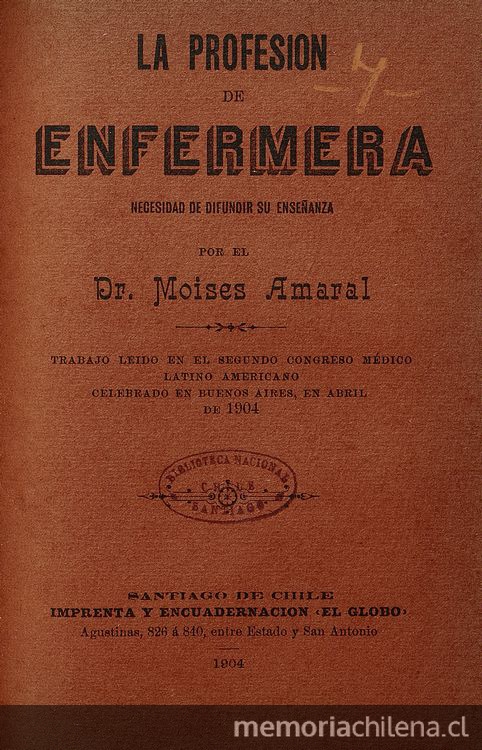 LA PROFESION
7
DE
ENFERMERA
NECESIDAD DE DIFUNDIR SU ENSEÑANZA
POR EL
Dr. Moises Amaral
TRABAJO LEIDO EN EL SEGUNDO CONGRESO MÉDICO
LATINO AMERICANO
CELEBRADO EN BUENOS AIRES, EN ABRIL
DE 1904
BIBLIOTECA NACIONAL
CHILE
SANTIAGO
SANTIAGO DE CHILE
IMPRENTA Y ENCUADERNACION «EL GLOBO»
Agustinas, 826 á 840, entre Estado y San Antonio
1904
memoriachilena.cl